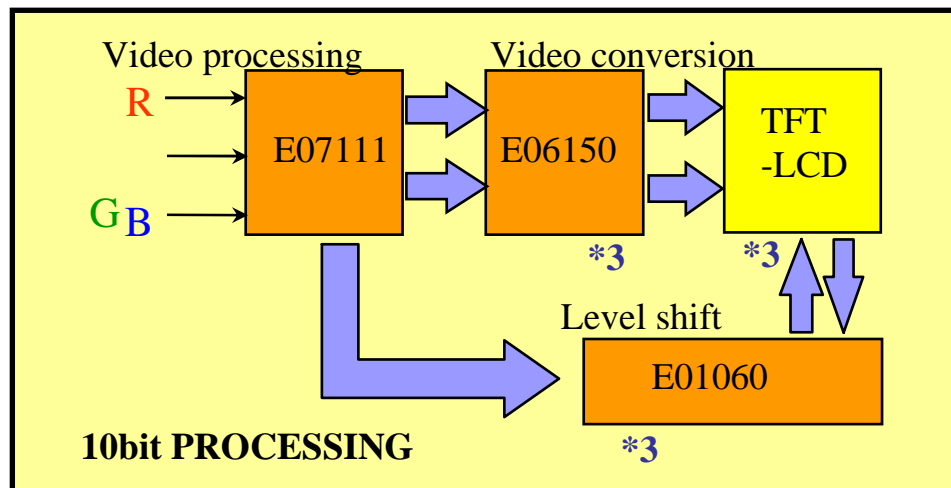 Video processing
Video conversion
R
G
B
E07111
E06150
TFT
-LCD
*3
*3
Level shift
E01060
10bit PROCESSING
*3